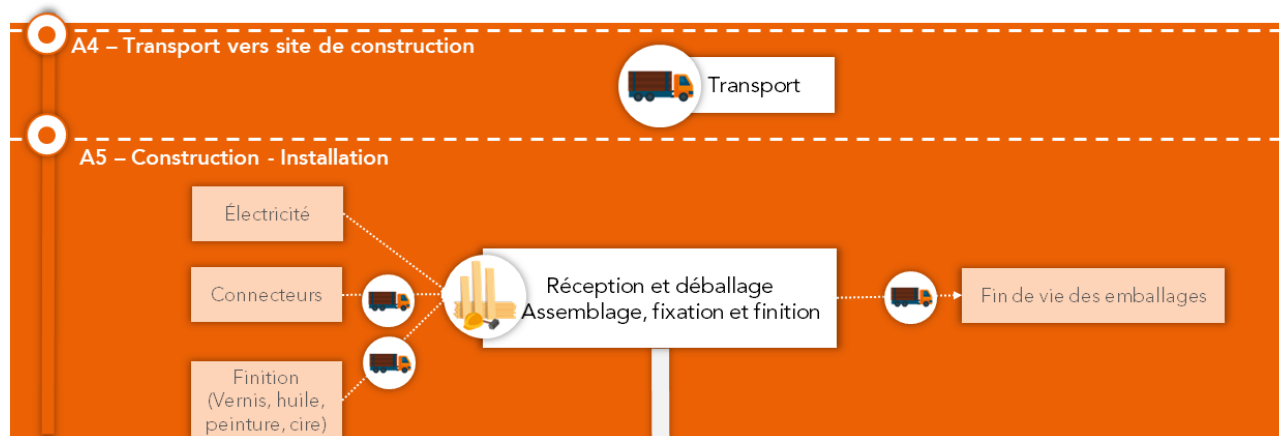 A4 – Transport vers site de construction
Transport
A5 – Construction - Installation
Électricité
Connecteurs
Réception et déballage
Assemblage, fixation et finition
Fin de vie des emballages
Finition
(Vernis, huile,
peinture, cire)